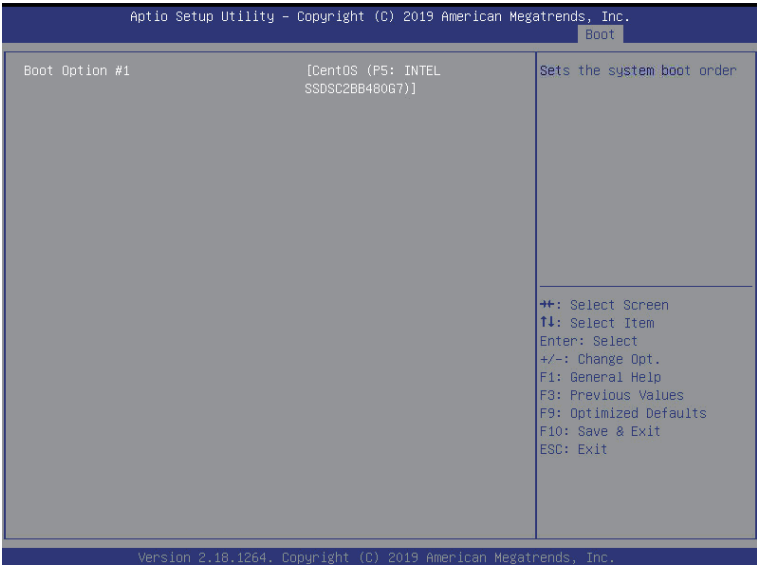 Aptio Setup Utility – Copyright (C) 2019 American Megatrends, Inc.
Boot
Boot Option #1 [CentOS (P5: INTEL
SSDSC2BB480G7)]
Sets the system boot order
→←: Select Screen
↑↓: Select Item
Enter: Select
+/-: Change Opt.
F1: General Help
F3: Previous Values
F9: Optimized Defaults
F10: Save & Exit
ESC: Exit
Version 2.18.1264. Copyright (C) 2019 American Megatrends, Inc.